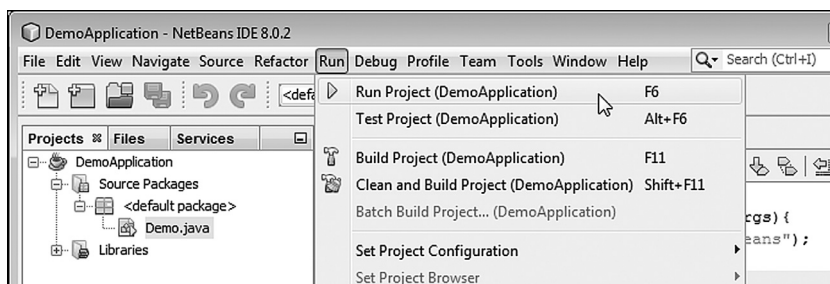 DemoApplication - NetBeans IDE 8.0.2
File Edit View Navigate Source Refactor Run Debug Profile Team Tools Window Help Search (Ctrl+I)
<defa
Run Project (DemoApplication) F6
Test Project (DemoApplication) Alt+F6
Build Project (DemoApplication) F11
Clean and Build Project (DemoApplication) Shift+F11
Batch Build Project... (DemoApplication)
Set Project Configuration
Set Project Browser
Projects Files Services
DemoApplication
Source Packages
<default package>
Demo.java
Libraries
rgs){
eans");